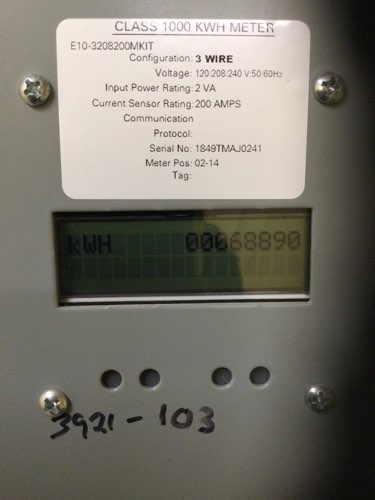 CLASS 1000 KWH METER
E10-3208200MKIT
Configuration: 3 WIRE
Voltage: 120/208/240 V:50/60Hz
Input Power Rating: 2 VA
Current Sensor Rating: 200 AMPS
Communication
Protocol:
Serial No: 1849TMAJ0241
Meter Pos: 02-14
Tag:
kWH 00068890
3921-103